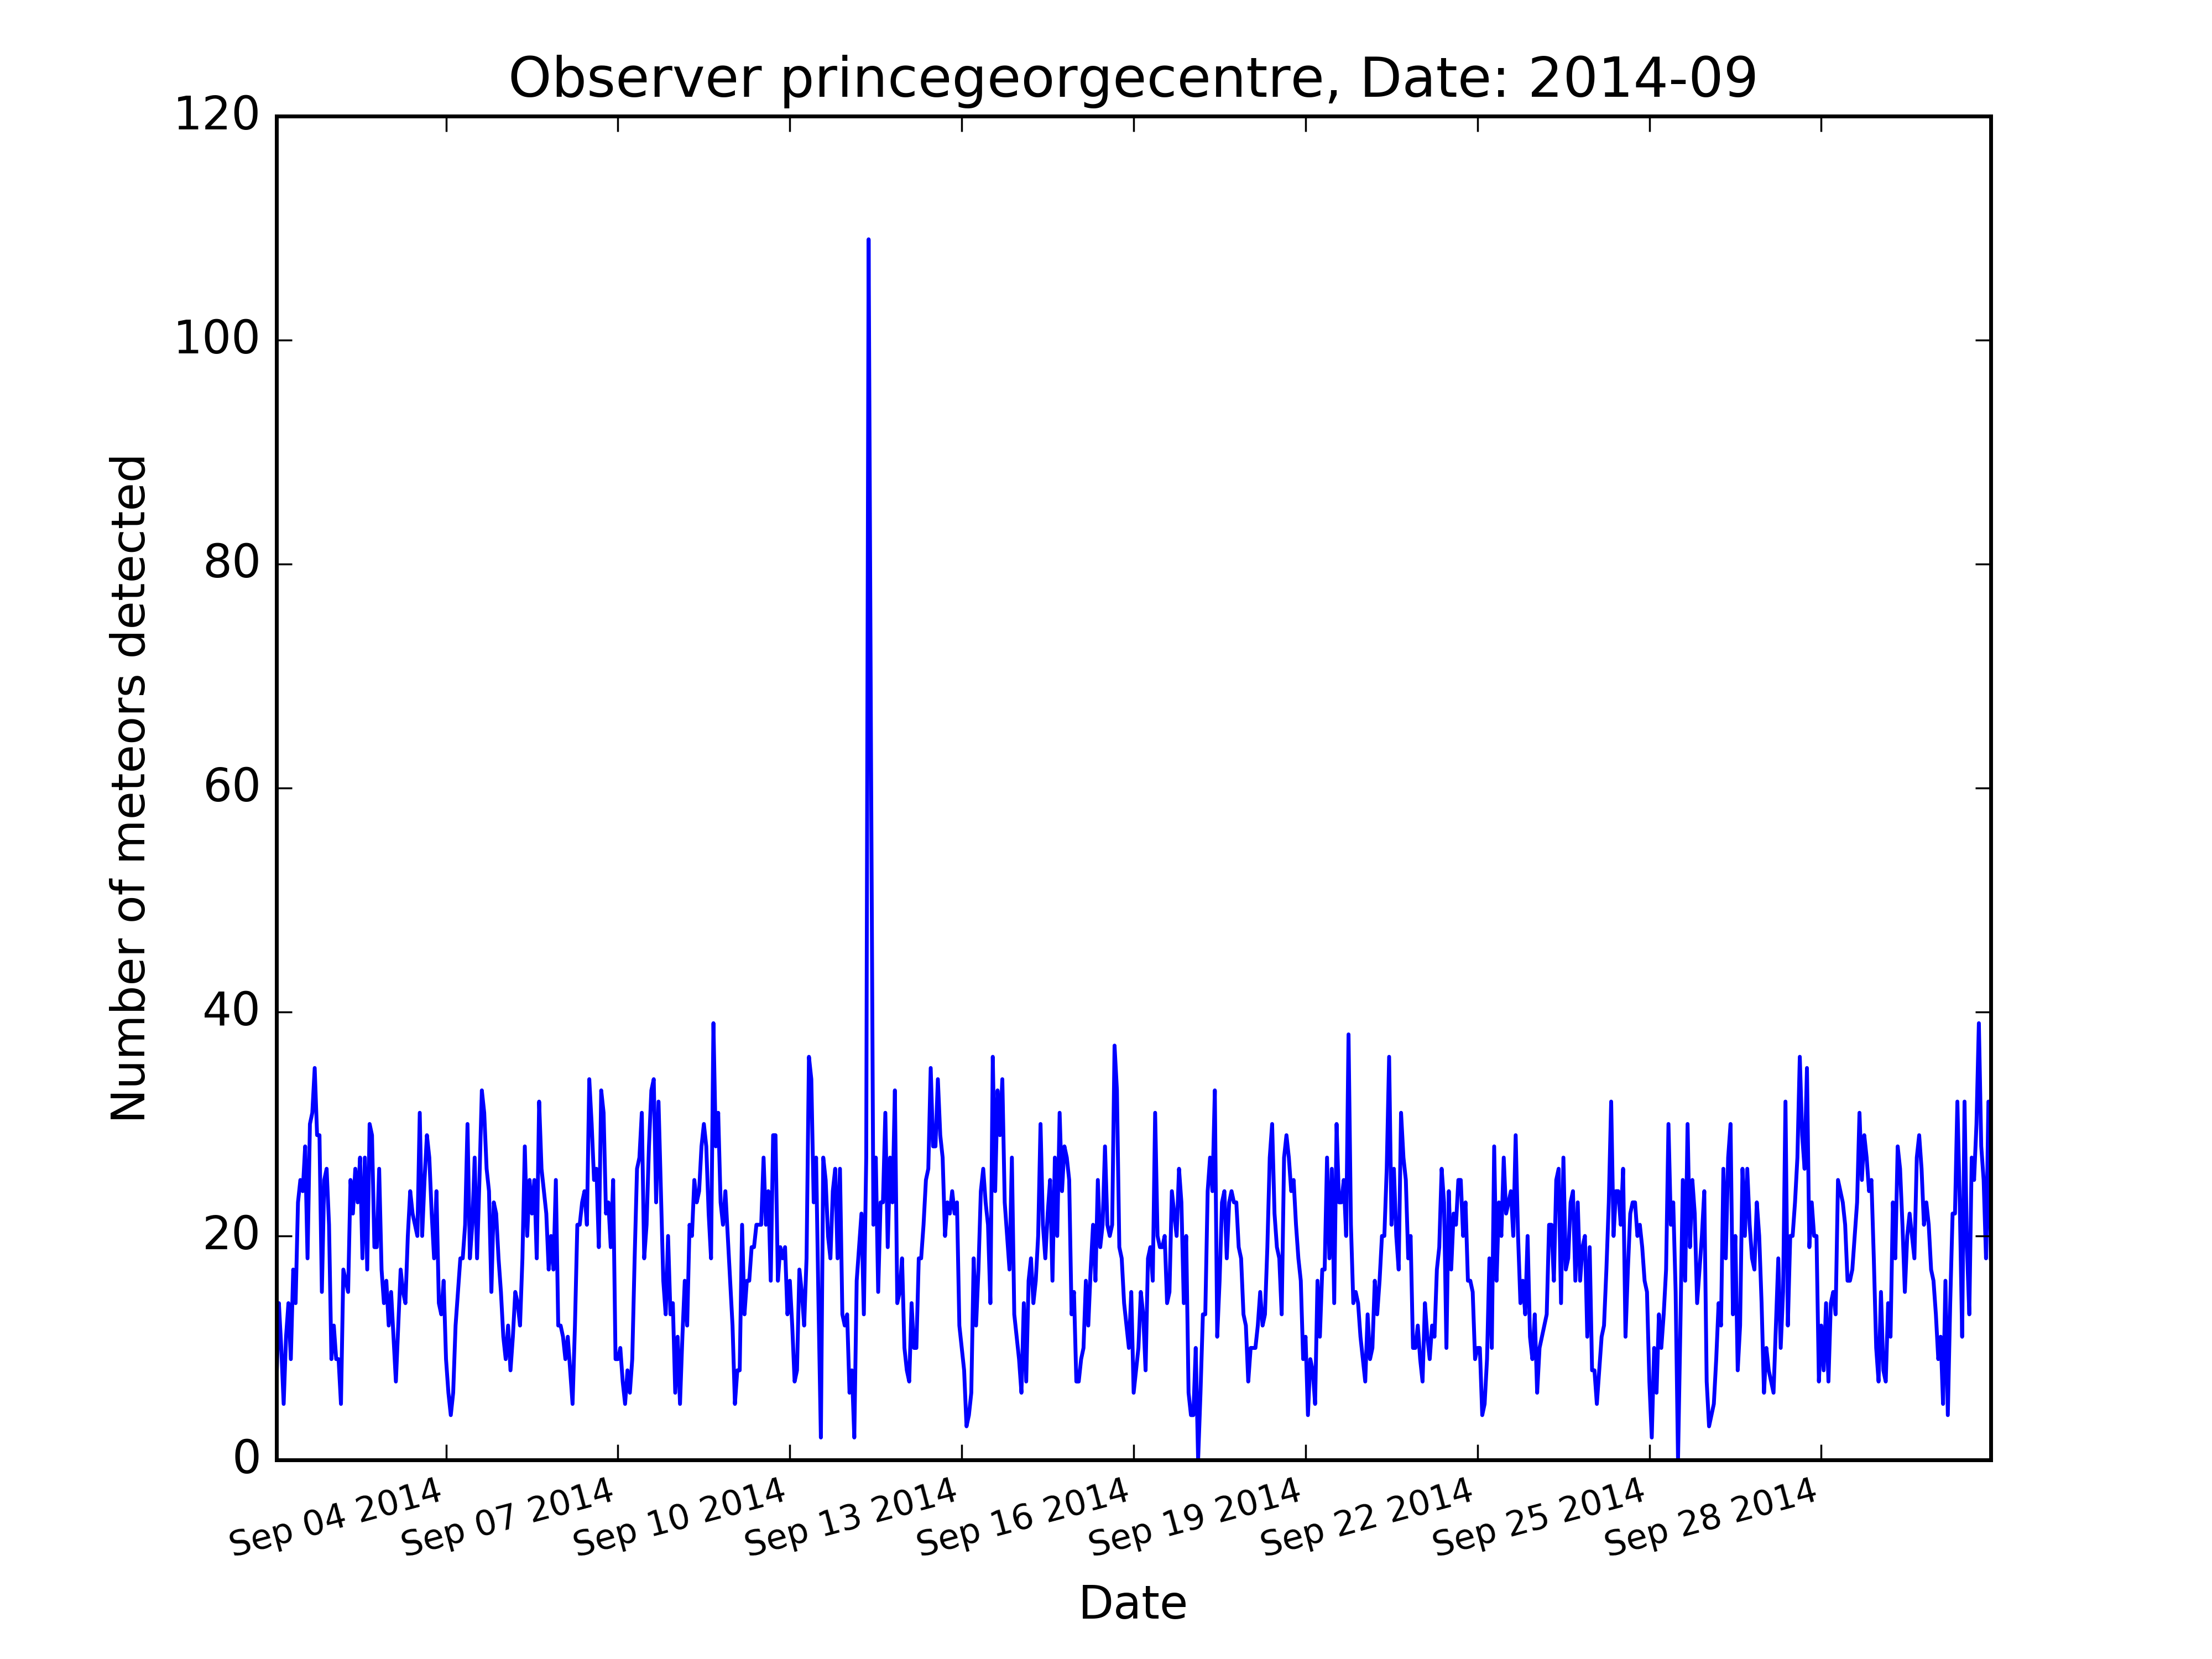 Observer princegeorgecentre, Date: 2014-09
120
100
80
60
40
20
0
Number of meteors detected
Sep 04 2014
Sep 07 2014
Sep 10 2014
Sep 13 2014
Sep 16 2014
Sep 19 2014
Sep 22 2014
Sep 25 2014
Sep 28 2014
Date